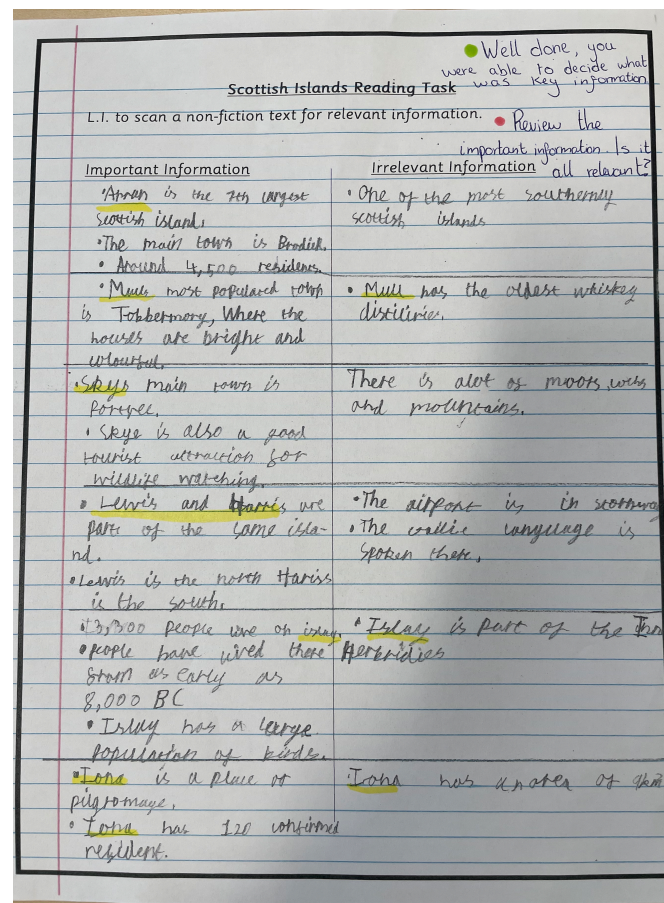 Well done, you
were able to decide what
was key information
Scottish Islands Reading Task
L.I. to scan a non-fiction text for relevant information.
Review the
important information. Is it
all relevant?
Important Information
Irrelevant Information
• Arran is the 7th largest
scottish island.
• The main town is Brodick.
• Around 4,500 residents.
• One of the most southernly
scottish islands
• Mulls most populated town
is Tobbermory, Where the
houses are bright and
colourful.
• Mull has the oldest whiskey
distiliries.
• Skys main town is
• Skye is also a good
tourist attraction for
wildlife watching.
There is alot of moors,
and mountains.
• Lewis and Harris are
part of the same isla-
nd.
• Lewis is the north Hariss
is the south.
• The airport is in
• The language is
spoken there.
3,300 people live on islay.
• people have lived there
from as early as
8,000 BC
• Islay has a large
population of birds.
• Islay is part of the
Herbridies
• Iona is a place of
pilgromage.
• Iona has 120 confirmed
resident.
Iona has an area of